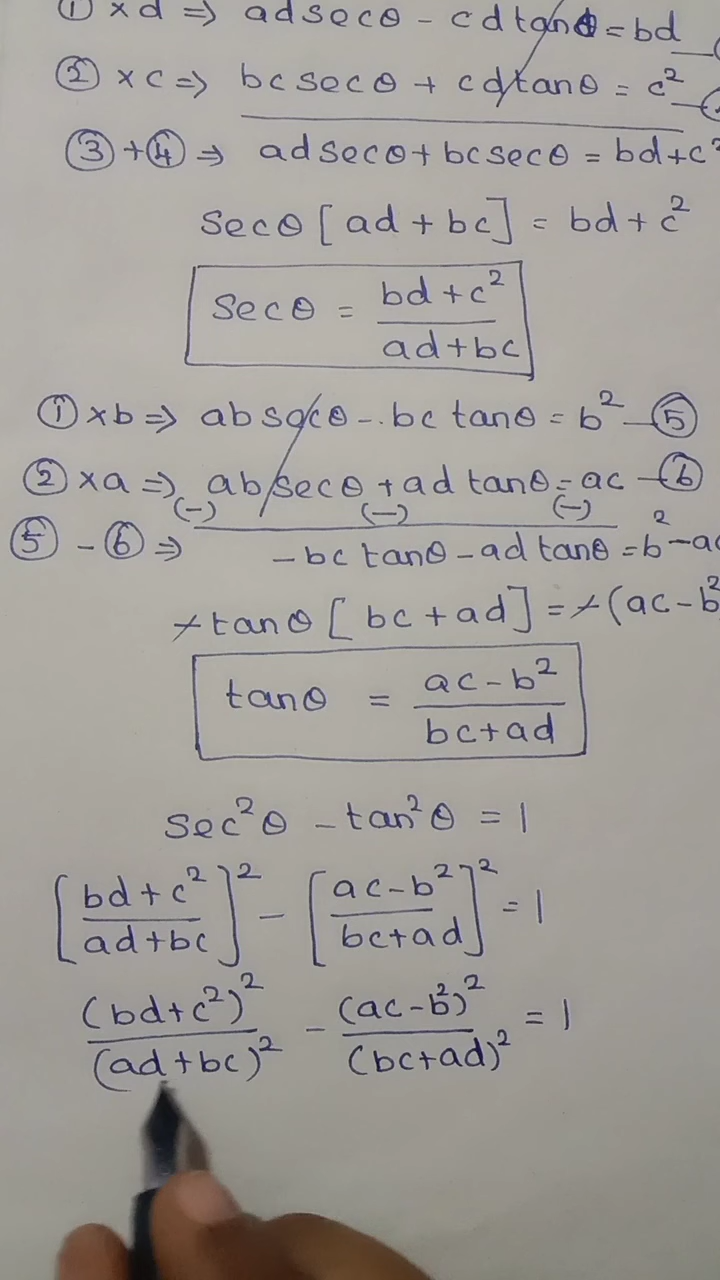 ① × d ⇒ ad secθ - cd tanθ = bd
② × c ⇒ bc secθ + cd tanθ = c²
③ + ④ ⇒ ad secθ + bc secθ = bd + c²
secθ [ad + bc] = bd + c²
secθ = (bd + c²)/(ad + bc)
① × b ⇒ ab secθ - bc tanθ = b² — ⑤
② × a ⇒ ab secθ + ad tanθ = ac — ⑥
(-) (-) (-)
⑤ - ⑥ ⇒ - bc tanθ - ad tanθ = b² - ac
- tanθ [bc + ad] = - (ac - b²
tanθ = (ac - b²)/(bc + ad)
sec²θ - tan²θ = 1
[(bd + c²)/(ad + bc)]² - [(ac - b²)/(bc + ad)]² = 1
(bd + c²)²/(ad + bc)² - (ac - b²)²/(bc + ad)² = 1